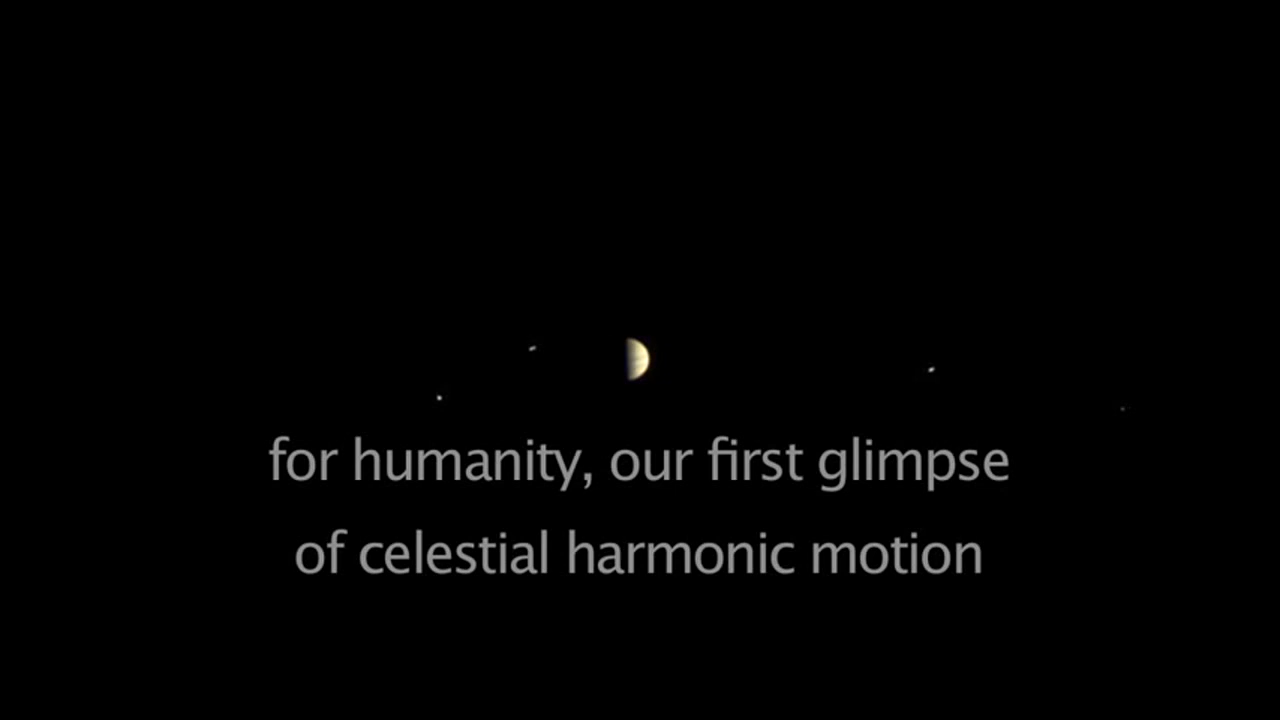 for humanity, our first glimpse
of celestial harmonic motion